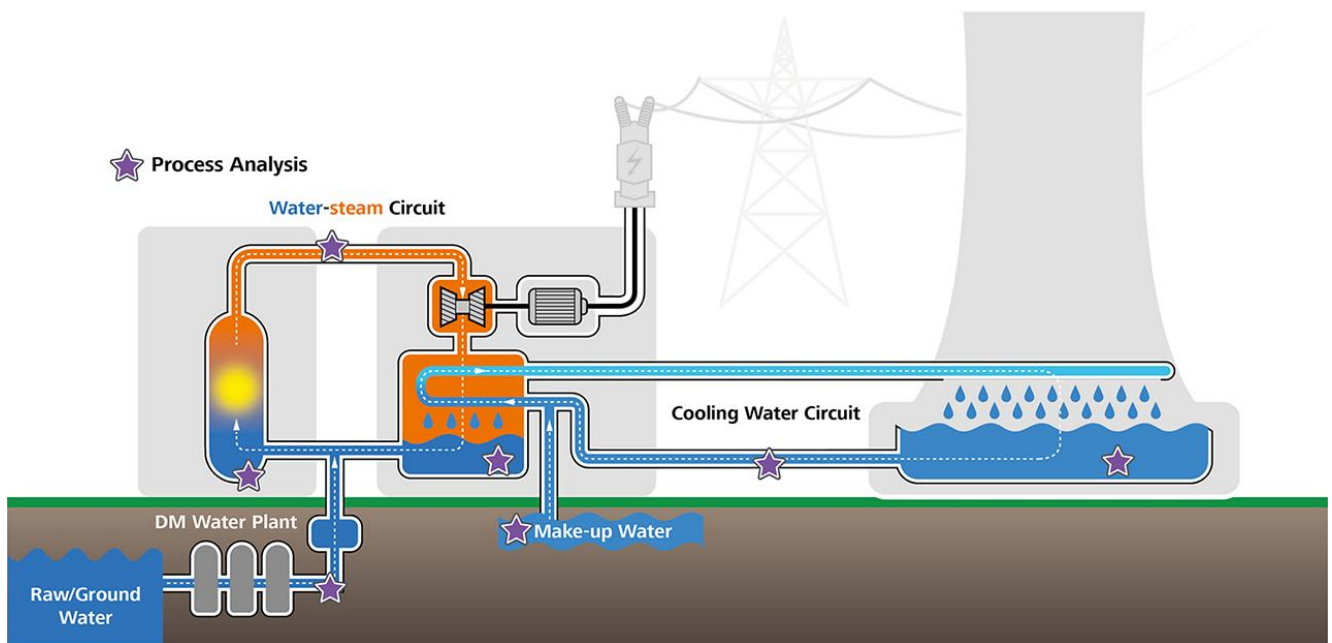 Process Analysis
Water-steam Circuit
Cooling Water Circuit
DM Water Plant
Make-up Water
Raw/Ground
Water